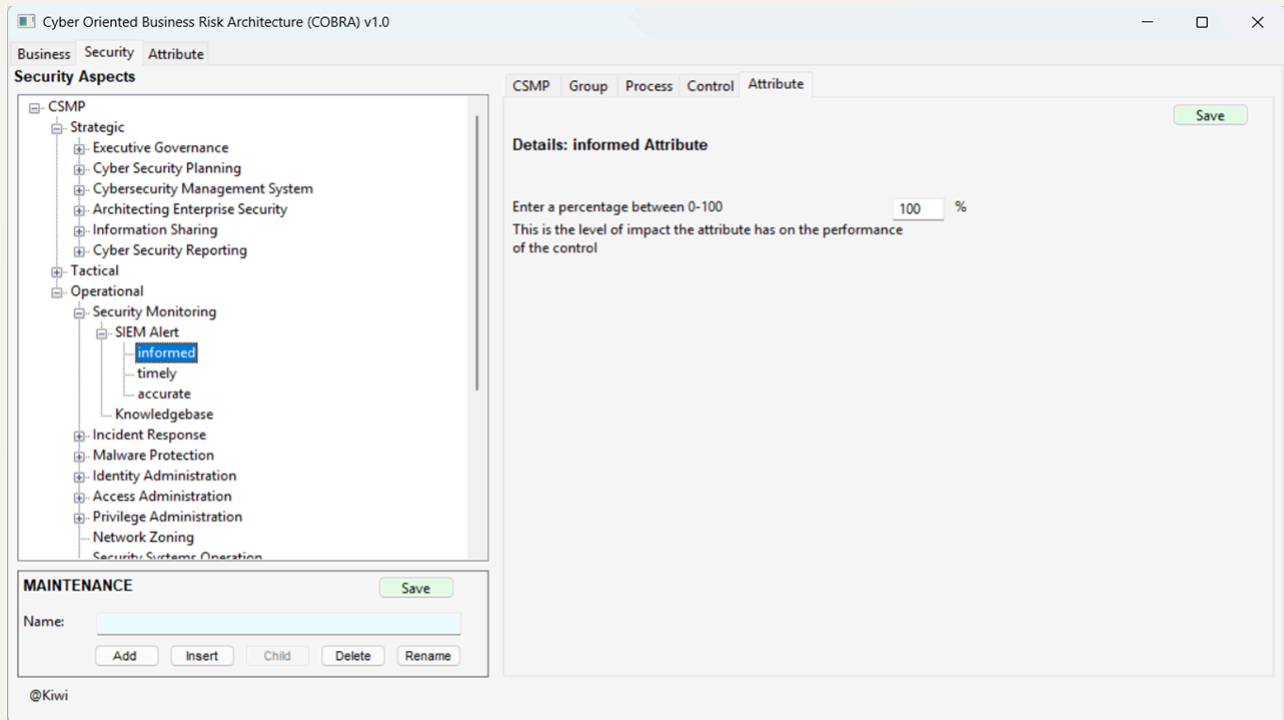 Cyber Oriented Business Risk Architecture (COBRA) v1.0
Business Security Attribute
Security Aspects
CSMP
Strategic
Executive Governance
Cyber Security Planning
Cybersecurity Management System
Architecting Enterprise Security
Information Sharing
Cyber Security Reporting
Tactical
Operational
Security Monitoring
SIEM Alert
informed
timely
accurate
Knowledgebase
Incident Response
Malware Protection
Identity Administration
Access Administration
Privilege Administration
Network Zoning
Security Systems Operation
MAINTENANCE
Save
Name:
Add Insert Child Delete Rename
@Kiwi
CSMP Group Process Control Attribute
Save
Details: informed Attribute
Enter a percentage between 0-100 100 %
This is the level of impact the attribute has on the performance
of the control